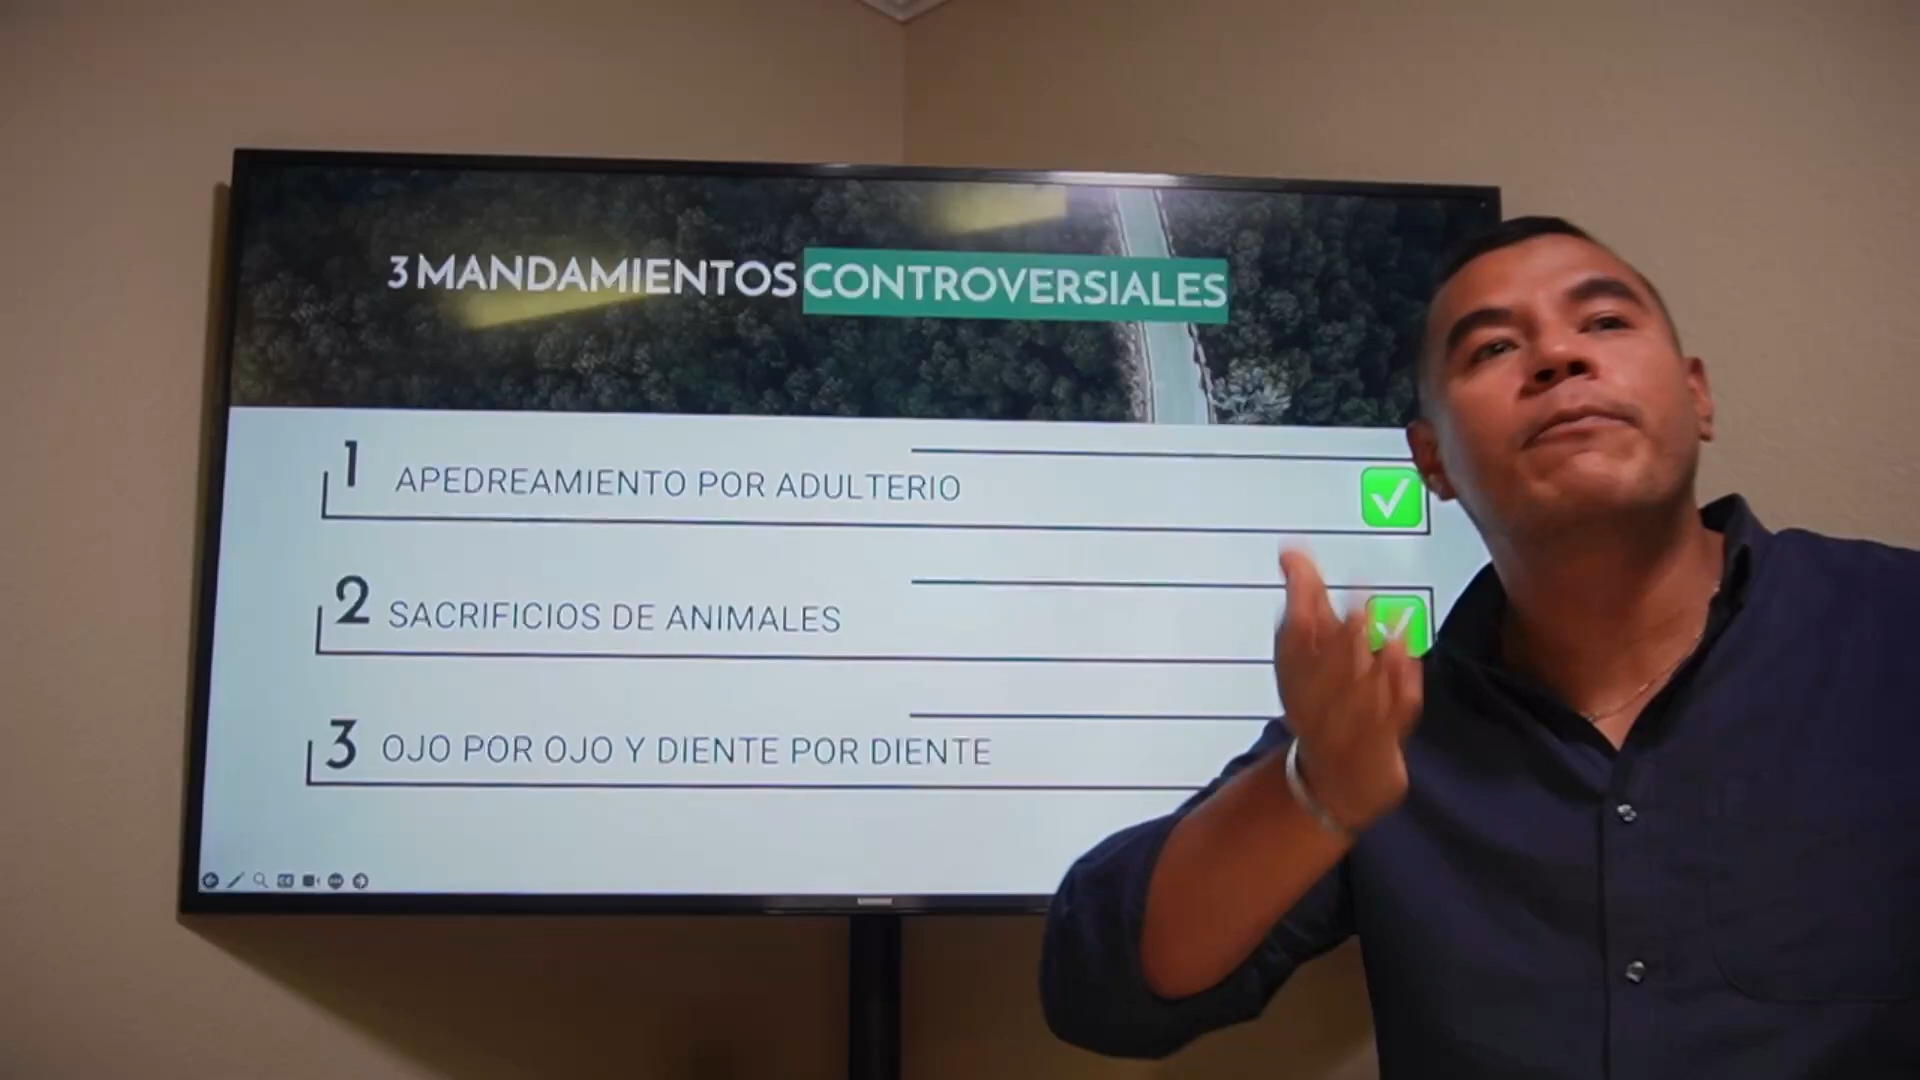 3 MANDAMIENTOS CONTROVERSIALES
1 APEDREAMIENTO POR ADULTERIO
2 SACRIFICIOS DE ANIMALES
3 OJO POR OJO Y DIENTE POR DIENTE